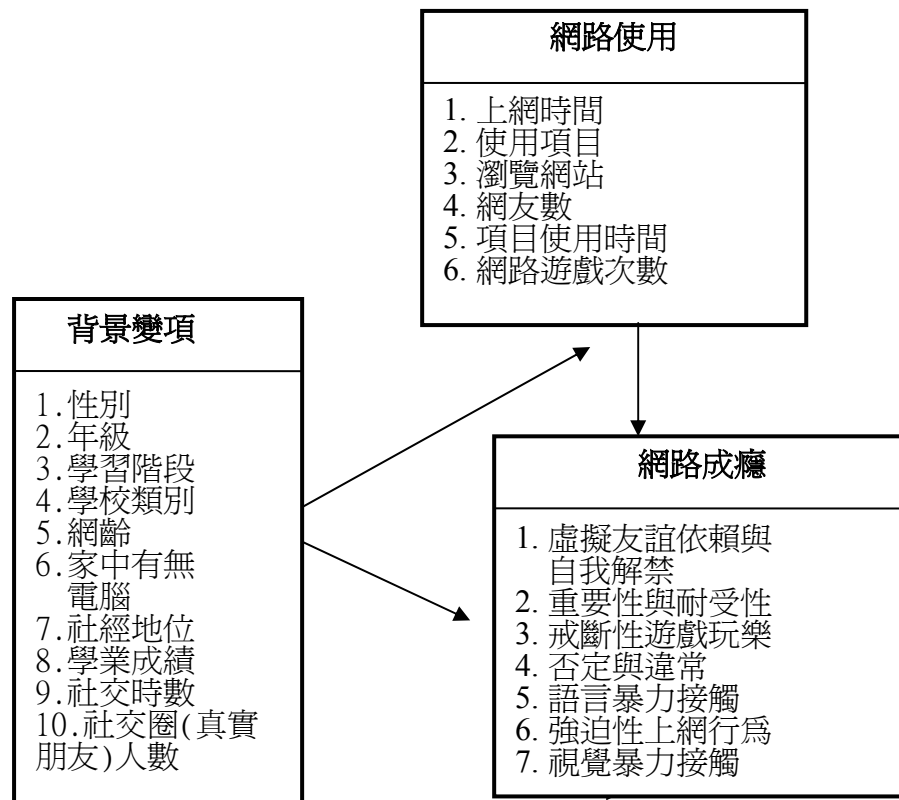 網路使用
1. 上網時間
2. 使用項目
3. 瀏覽網站
4. 網友數
5. 項目使用時間
6. 網路遊戲次數
背景變項
1.性別
2.年級
3.學習階段
4.學校類別
5.網齡
6.家中有無
電腦
7.社經地位
8.學業成績
9.社交時數
10.社交圈(真實
朋友)人數
網路成癮
1. 虛擬友誼依賴與
自我解禁
2. 重要性與耐受性
3. 戒斷性遊戲玩樂
4. 否定與違常
5. 語言暴力接觸
6. 強迫性上網行為
7. 視覺暴力接觸